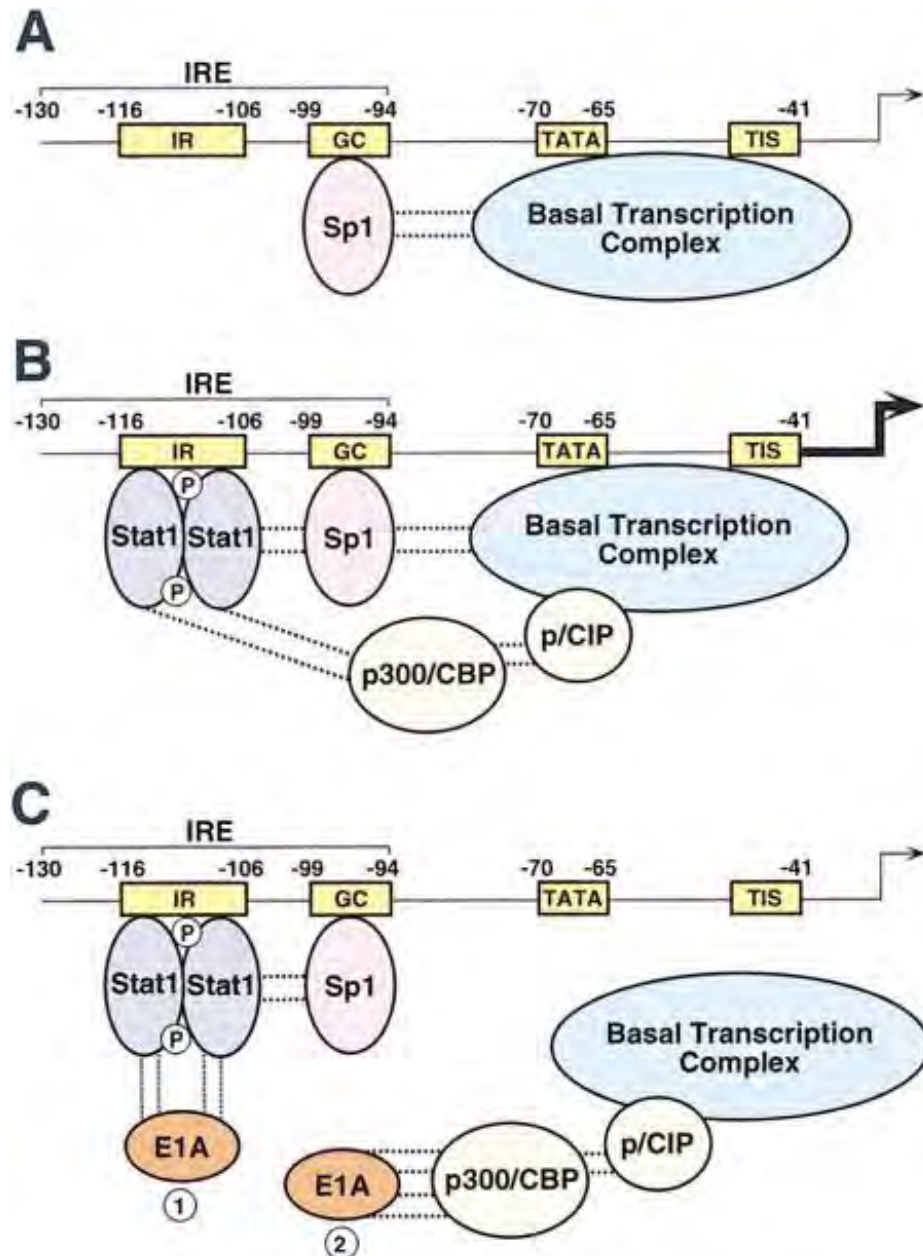 A
IRE
-130 -116 -106 -99 -94 -70 -65 -41
IR GC TATA TIS
Sp1
Basal Transcription
Complex
B
IRE
-130 -116 -106 -99 -94 -70 -65 -41
IR GC TATA TIS
P
Stat1 Stat1 Sp1
Basal Transcription
Complex
P
p/CIP
p300/CBP
C
IRE
-130 -116 -106 -99 -94 -70 -65 -41
IR GC TATA TIS
P
Stat1 Stat1 Sp1
P
Basal Transcription
Complex
E1A
p/CIP
1
E1A
p300/CBP
2